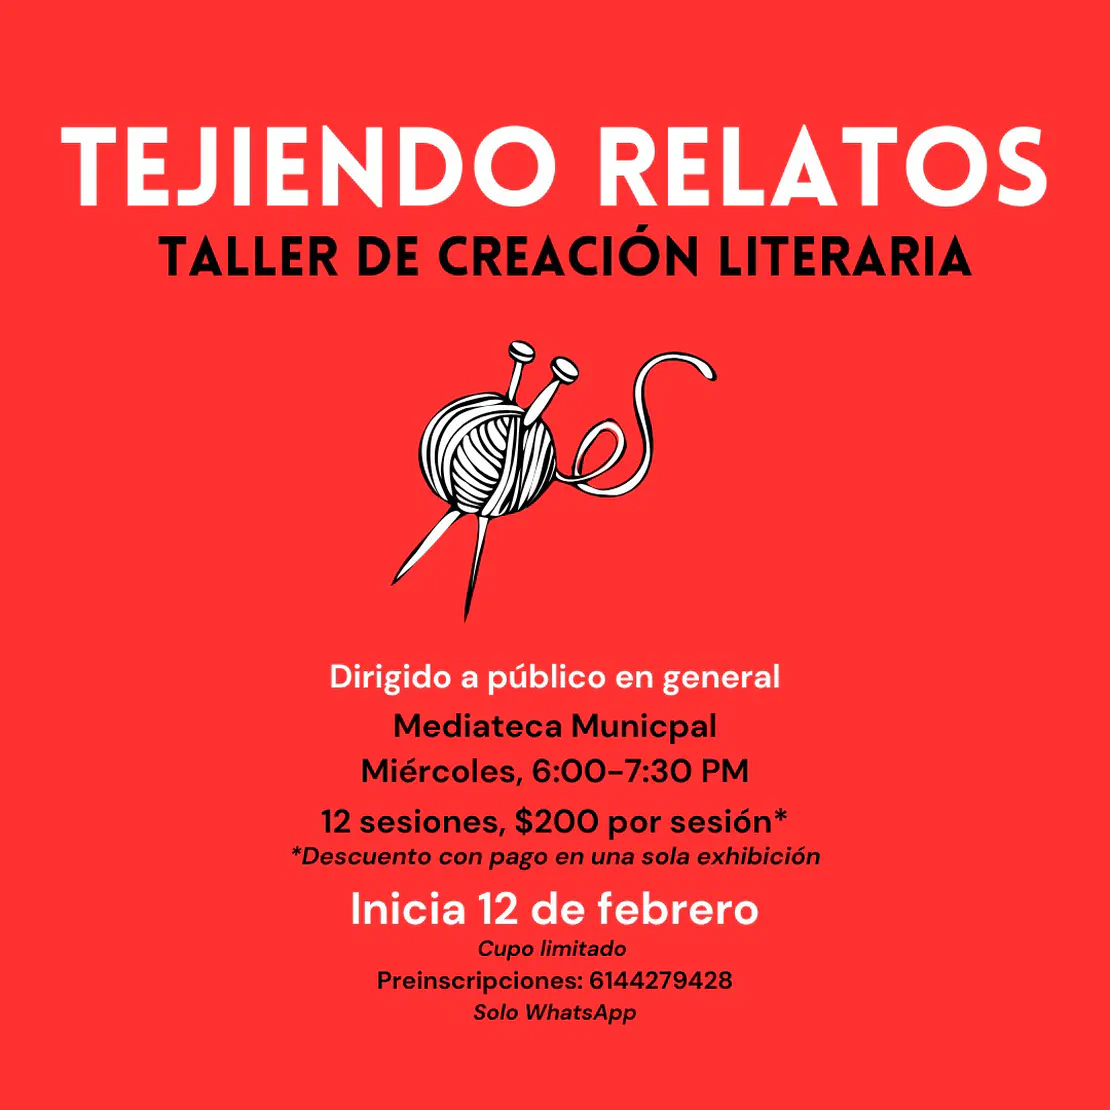 TEJIENDO RELATOS
TALLER DE CREACIÓN LITERARIA
Dirigido a público en general
Mediateca Municpal
Miércoles, 6:00-7:30 PM
12 sesiones, $200 por sesión*
*Descuento con pago en una sola exhibición
Inicia 12 de febrero
Cupo limitado
Preinscripciones: 6144279428
Solo WhatsApp